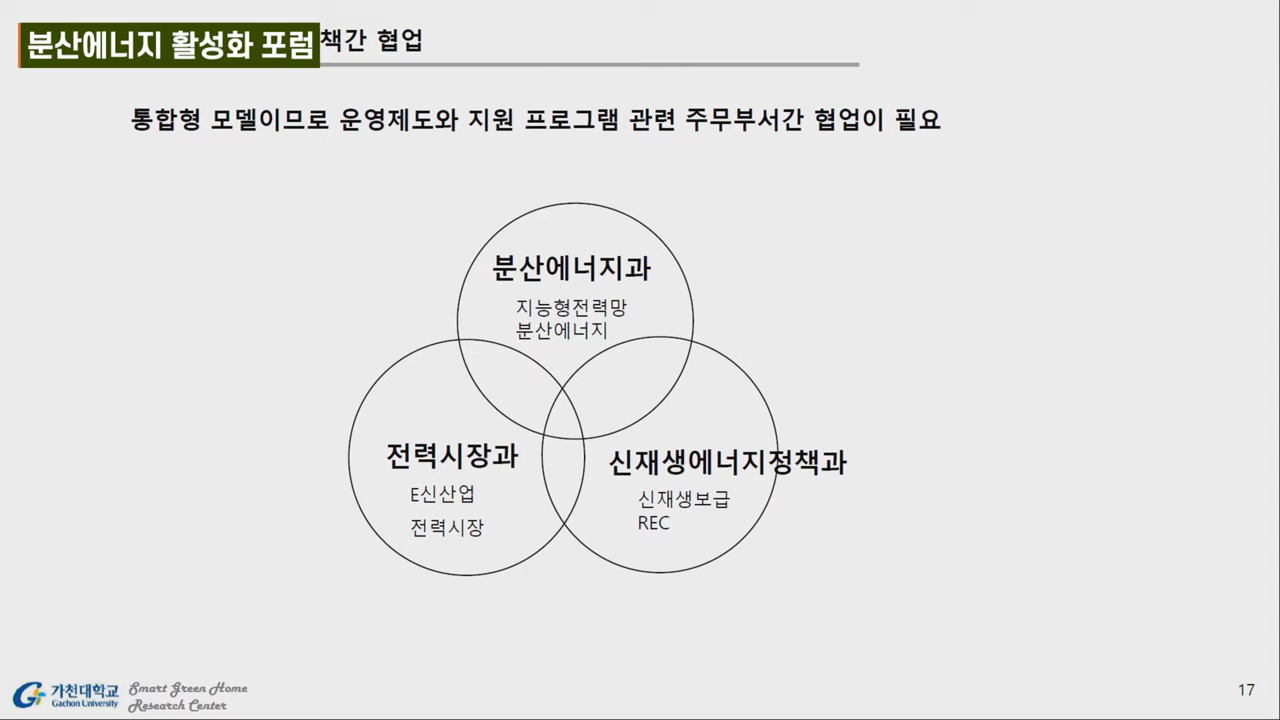 분산에너지 활성화 포럼
책간 협업
통합형 모델이므로 운영제도와 지원 프로그램 관련 주무부서간 협업이 필요
분산에너지과
지능형전력망
분산에너지
전력시장과
E신산업
전력시장
신재생에너지정책과
신재생보급
REC
가천대학교
Gachon University
Smart Green Home
Research Center
17